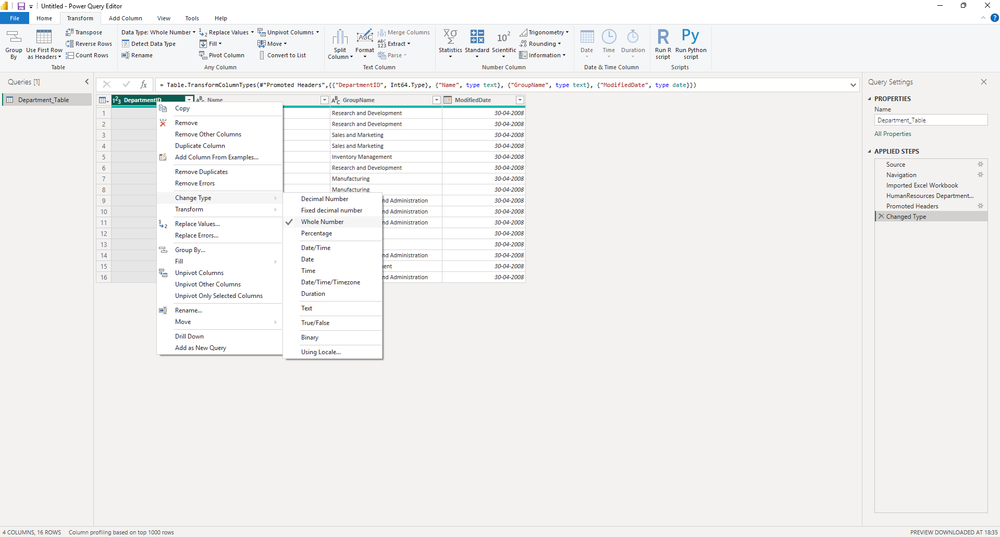 Untitled - Power Query Editor
File Home Transform Add Column View Tools Help
Group By
Use First Row as Headers
Transpose
Reverse Rows
Count Rows
Table
Data Type: Whole Number
Detect Data Type
Rename
Replace Values
Fill
Pivot Column
Unpivot Columns
Move
Convert to List
Any Column
Split Column
Format
Merge Columns
Extract
Parse
Text Column
Statistics
Standard
Scientific
Trigonometry
Rounding
Information
Number Column
Date
Time
Duration
Date & Time Column
Run R script
Run Python script
Scripts
Queries [1]
Department_Table
= Table.TransformColumnTypes(#"Promoted Headers",{{"DepartmentID", Int64.Type}, {"Name", type text}, {"GroupName", type text}, {"ModifiedDate", type date}})
DepartmentID Name GroupName ModifiedDate
1 Research and Development 30-04-2008
2 Research and Development 30-04-2008
3 Sales and Marketing 30-04-2008
4 Sales and Marketing 30-04-2008
5 Inventory Management 30-04-2008
6 Research and Development 30-04-2008
7 Manufacturing 30-04-2008
8 Manufacturing 30-04-2008
9 nd Administration 30-04-2008
10 nd Administration 30-04-2008
11 nd Administration 30-04-2008
12 30-04-2008
13 30-04-2008
14 nd Administration 30-04-2008
15 ent 30-04-2008
16 nd Administration 30-04-2008
Copy
Remove
Remove Other Columns
Duplicate Column
Add Column From Examples...
Remove Duplicates
Remove Errors
Change Type
Transform
Replace Values...
Replace Errors...
Group By...
Fill
Unpivot Columns
Unpivot Other Columns
Unpivot Only Selected Columns
Rename...
Move
Drill Down
Add as New Query
Decimal Number
Fixed decimal number
Whole Number
Percentage
Date/Time
Date
Time
Date/Time/Timezone
Duration
Text
True/False
Binary
Using Locale...
Query Settings
PROPERTIES
Name
Department_Table
All Properties
APPLIED STEPS
Source
Navigation
Imported Excel Workbook
HumanResources Department...
Promoted Headers
Changed Type
4 COLUMNS, 16 ROWS Column profiling based on top 1000 rows
PREVIEW DOWNLOADED AT 18:35